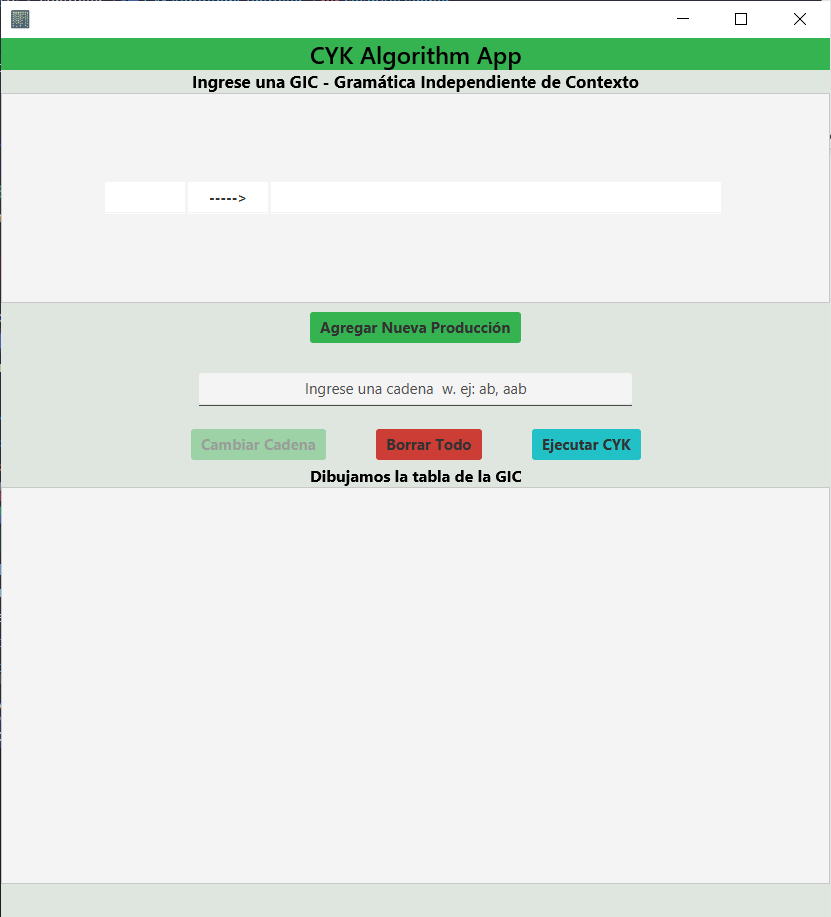 CYK Algorithm App
Ingrese una GIC - Gramática Independiente de Contexto
----->
Agregar Nueva Producción
Ingrese una cadena  w. ej: ab, aab
Cambiar Cadena Borrar Todo Ejecutar CYK
Dibujamos la tabla de la GIC